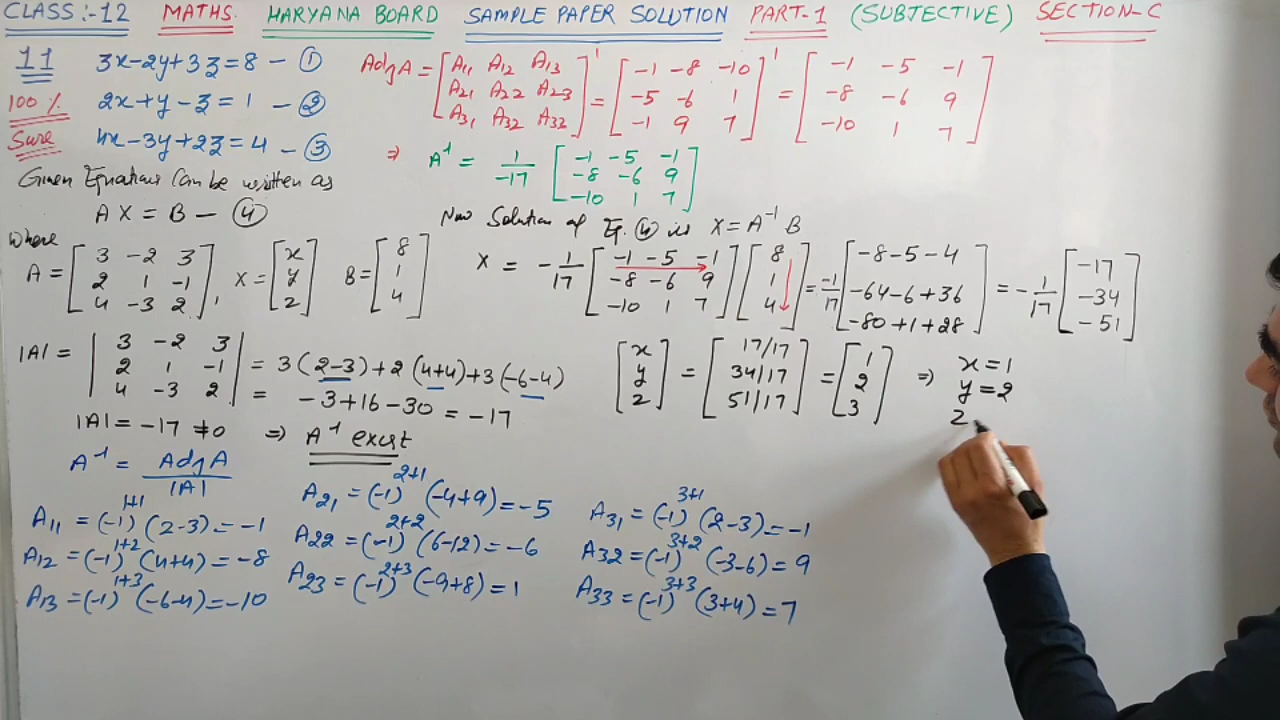 CLASS:-12 MATHS. HARYANA BOARD SAMPLE PAPER SOLUTION PART-1 (SUBJECTIVE) SECTION-C
11
100 %
Sure
3x-2y+3z=8 - ①
2x+y-z=1 - ②
4x-3y+2z=4 - ③
Given Equations Can be written as
AX=B - ④
where
A = [3 -2 3; 2 1 -1; 4 -3 2], X = [x; y; z] B = [8; 1; 4]
|A| = |3 -2 3; 2 1 -1; 4 -3 2| = 3(2-3)+2(4+4)+3(-6-4)
= -3+16-30 = -17
|A| = -17 ≠0 ⇒ A⁻¹ exist
A⁻¹ = AdjA / |A|
A11 = (-1)^1+1 (2-3) = -1
A12 = (-1)^1+2 (4+4) = -8
A13 = (-1)^1+3 (-6-4) = -10
A21 = (-1)^2+1 (-4+9) = -5
A22 = (-1)^2+2 (6-12) = -6
A23 = (-1)^2+3 (-9+8) = 1
A31 = (-1)^3+1 (2-3) = -1
A32 = (-1)^3+2 (-3-6) = 9
A33 = (-1)^3+3 (3+4) = 7
AdjA = [A11 A12 A13; A21 A22 A23; A31 A32 A33]' = [-1 -8 -10; -5 -6 1; -1 9 7]' = [-1 -5 -1; -8 -6 9; -10 1 7]
⇒ A⁻¹ = 1/-17 [-1 -5 -1; -8 -6 9; -10 1 7]
Now Solution of Eq. ④ is X=A⁻¹B
X = -1/17 [-1 -5 -1; -8 -6 9; -10 1 7] [8; 1; 4] = -1/17 [-8-5-4; -64-6+36; -80+1+28] = -1/17 [-17; -34; -51]
[x; y; z] = [17/17; 34/17; 51/17] = [1; 2; 3] ⇒ x=1
y=2
z